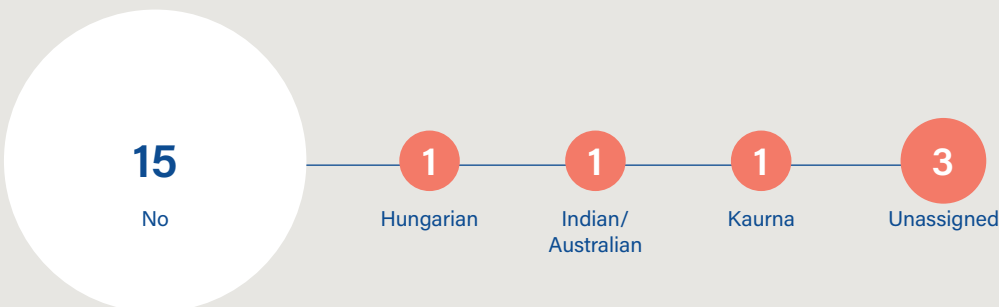 15
No
1
Hungarian
1
Indian/
Australian
1
Kaurna
3
Unassigned